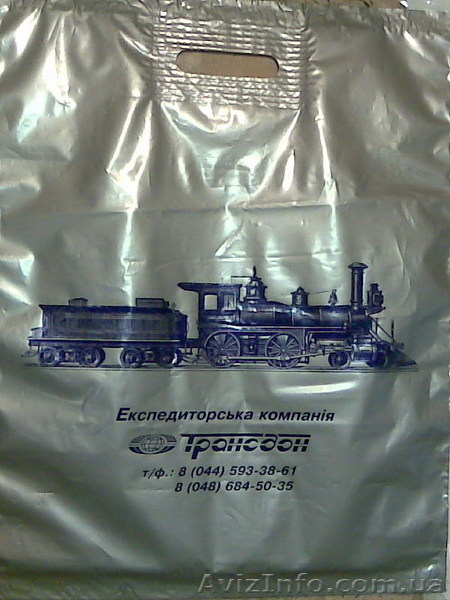 Експедиторська компанія
Трансдон
т/ф.: 8 (044) 593-38-61
8 (048) 684-50-35
AvizInfo.com.ua